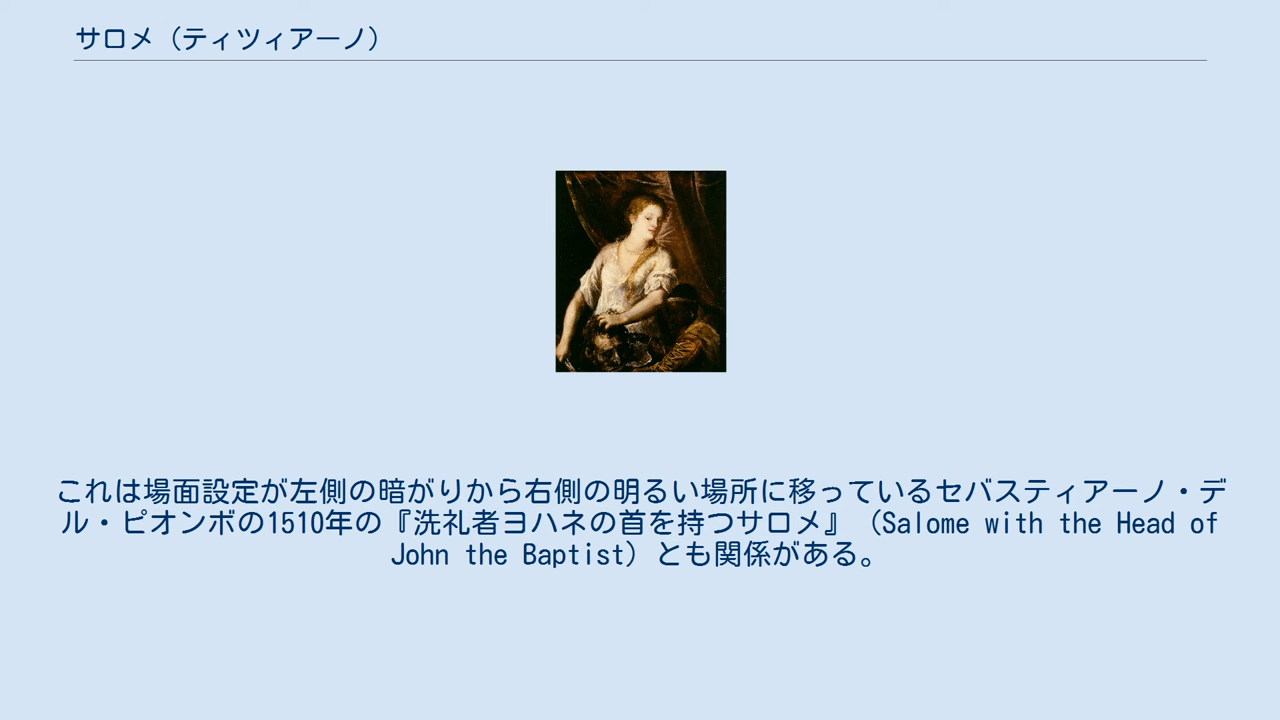 サロメ（ティツィアーノ）
これは場面設定が左側の暗がりから右側の明るい場所に移っているセバスティアーノ・デ
ル・ピオンボの1510年の『洗礼者ヨハネの首を持つサロメ』（Salome with the Head of
John the Baptist）とも関係がある。